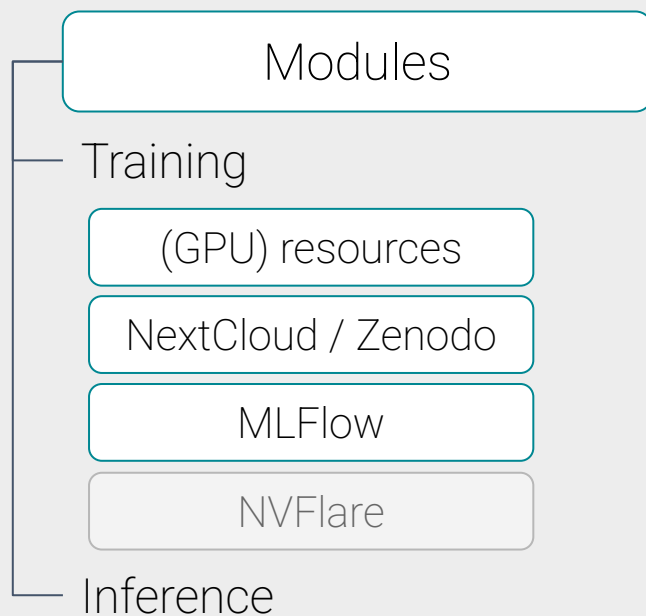 Modules
Training
(GPU) resources
NextCloud / Zenodo
MLFlow
NVFlare
Inference